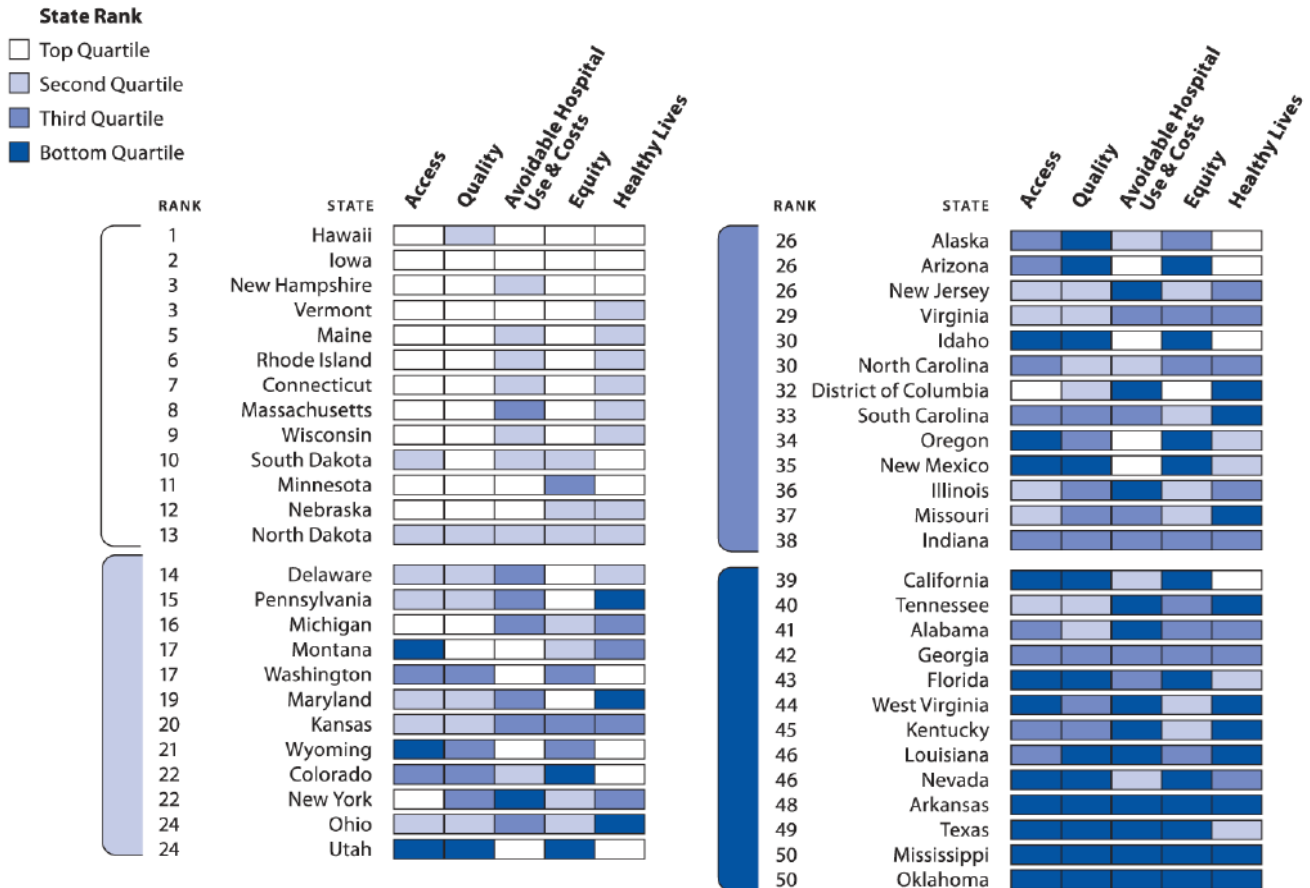 State Rank
Top Quartile
Second Quartile
Third Quartile
Bottom Quartile
RANK STATE Access Quality Avoidable Hospital Use & Costs Equity Healthy Lives
1 Hawaii
2 Iowa
3 New Hampshire
3 Vermont
5 Maine
6 Rhode Island
7 Connecticut
8 Massachusetts
9 Wisconsin
10 South Dakota
11 Minnesota
12 Nebraska
13 North Dakota
14 Delaware
15 Pennsylvania
16 Michigan
17 Montana
17 Washington
19 Maryland
20 Kansas
21 Wyoming
22 Colorado
22 New York
24 Ohio
24 Utah
RANK STATE Access Quality Avoidable Hospital Use & Costs Equity Healthy Lives
26 Alaska
26 Arizona
26 New Jersey
29 Virginia
30 Idaho
30 North Carolina
32 District of Columbia
33 South Carolina
34 Oregon
35 New Mexico
36 Illinois
37 Missouri
38 Indiana
39 California
40 Tennessee
41 Alabama
42 Georgia
43 Florida
44 West Virginia
45 Kentucky
46 Louisiana
46 Nevada
48 Arkansas
49 Texas
50 Mississippi
50 Oklahoma